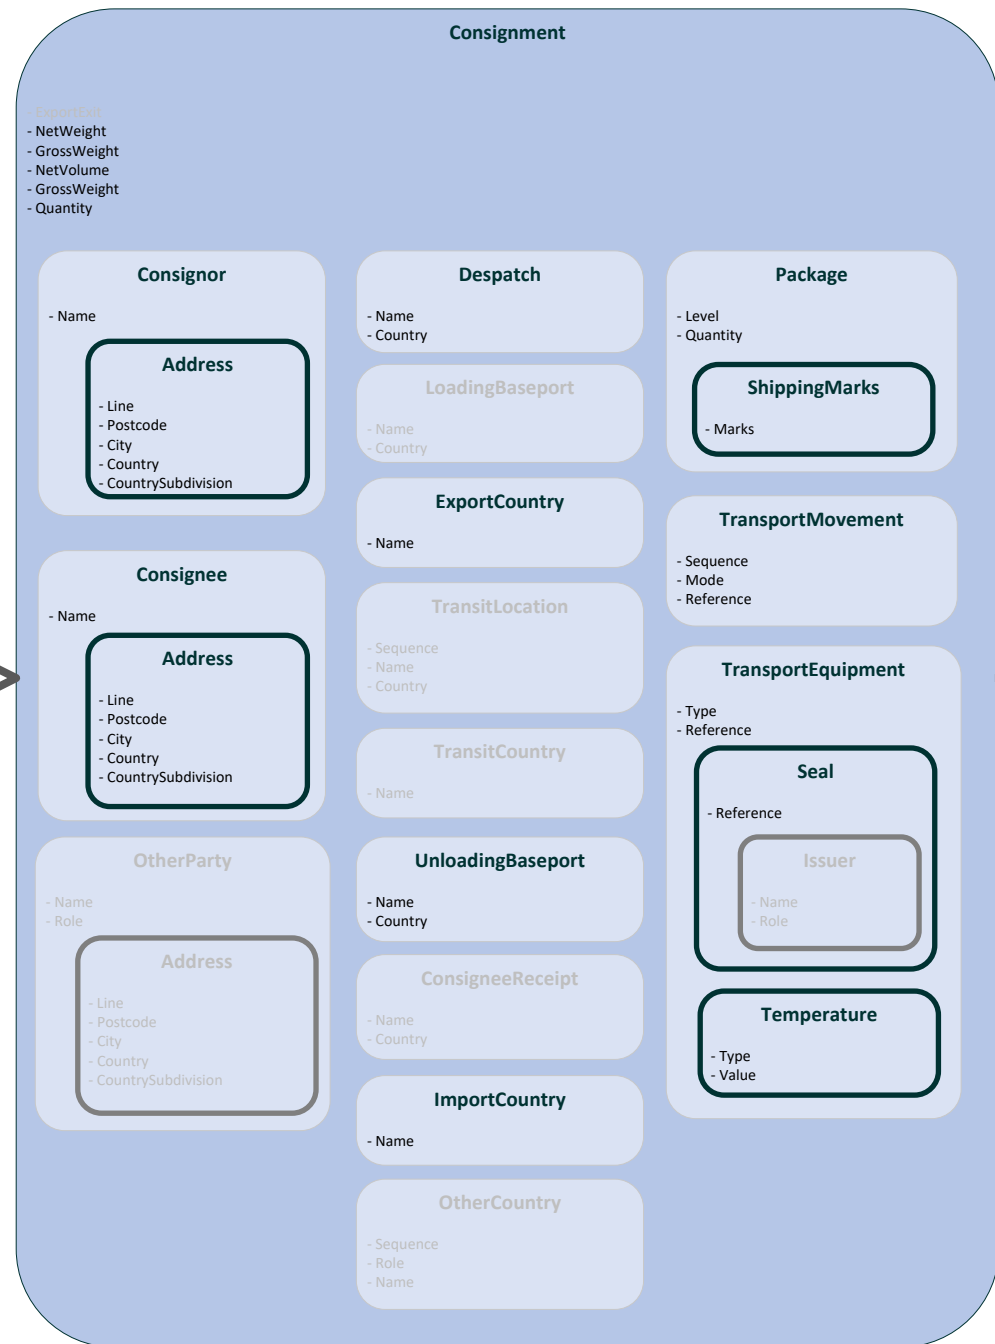 Consignment
- ExportExit
- NetWeight
- GrossWeight
- NetVolume
- GrossWeight
- Quantity
Consignor
- Name
Address
- Line
- Postcode
- City
- Country
- CountrySubdivision
Consignee
- Name
Address
- Line
- Postcode
- City
- Country
- CountrySubdivision
OtherParty
- Name
- Role
Address
- Line
- Postcode
- City
- Country
- CountrySubdivision
Despatch
- Name
- Country
LoadingBaseport
- Name
- Country
ExportCountry
- Name
TransitLocation
- Sequence
- Name
- Country
TransitCountry
- Name
UnloadingBaseport
- Name
- Country
ConsigneeReceipt
- Name
- Country
ImportCountry
- Name
OtherCountry
- Sequence
- Role
- Name
Package
- Level
- Quantity
ShippingMarks
- Marks
TransportMovement
- Sequence
- Mode
- Reference
TransportEquipment
- Type
- Reference
Seal
- Reference
Issuer
- Name
- Role
Temperature
- Type
- Value